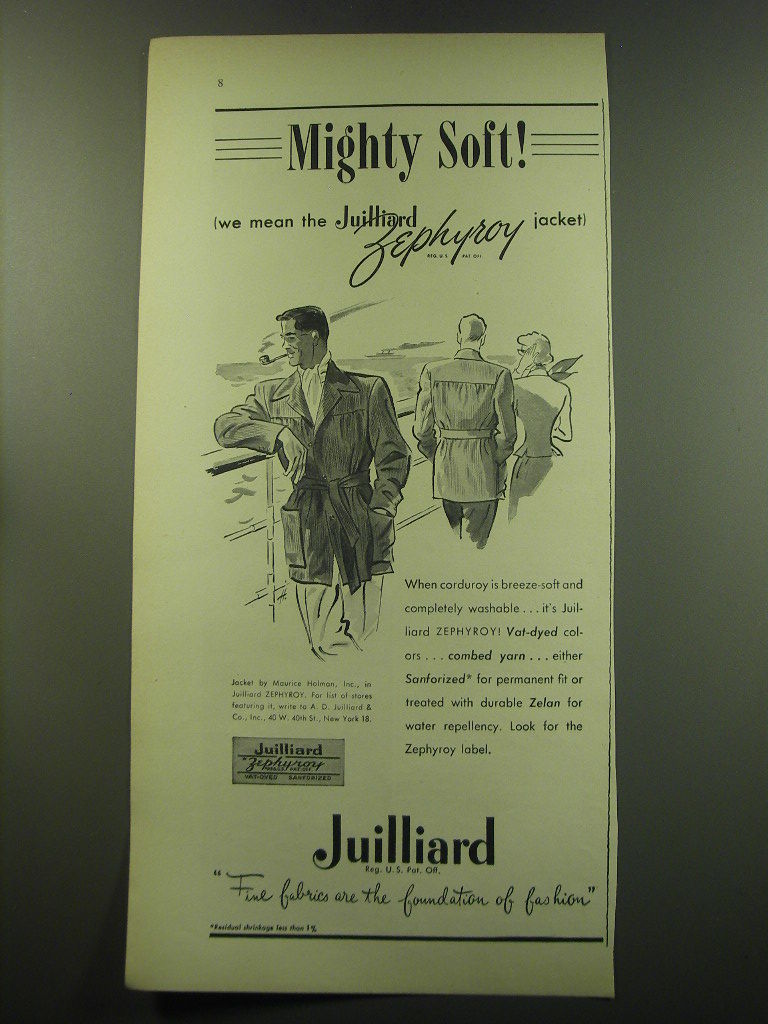 8
Mighty Soft!
(we mean the Juilliard Zephyroy jacket)
REG. U.S. PAT. OFF.
When corduroy is breeze-soft and
completely washable . . . it's Juil-
liard ZEPHYROY! Vat-dyed col-
ors . . . combed yarn . . . either
Sanforized* for permanent fit or
treated with durable Zelan for
water repellency. Look for the
Zephyroy label.
Jacket by Maurice Holman, Inc., in
Juilliard ZEPHYROY. For list of stores
featuring it, write to A. D. Juilliard &
Co., Inc., 40 W. 40th St., New York 18.
Juilliard
Zephyroy
REG. U.S. PAT. OFF.
VAT-DYED SANFORIZED
Juilliard
Reg. U. S. Pat. Off.
"Fine fabrics are the foundation of fashion"
*Residual shrinkage less than 1%